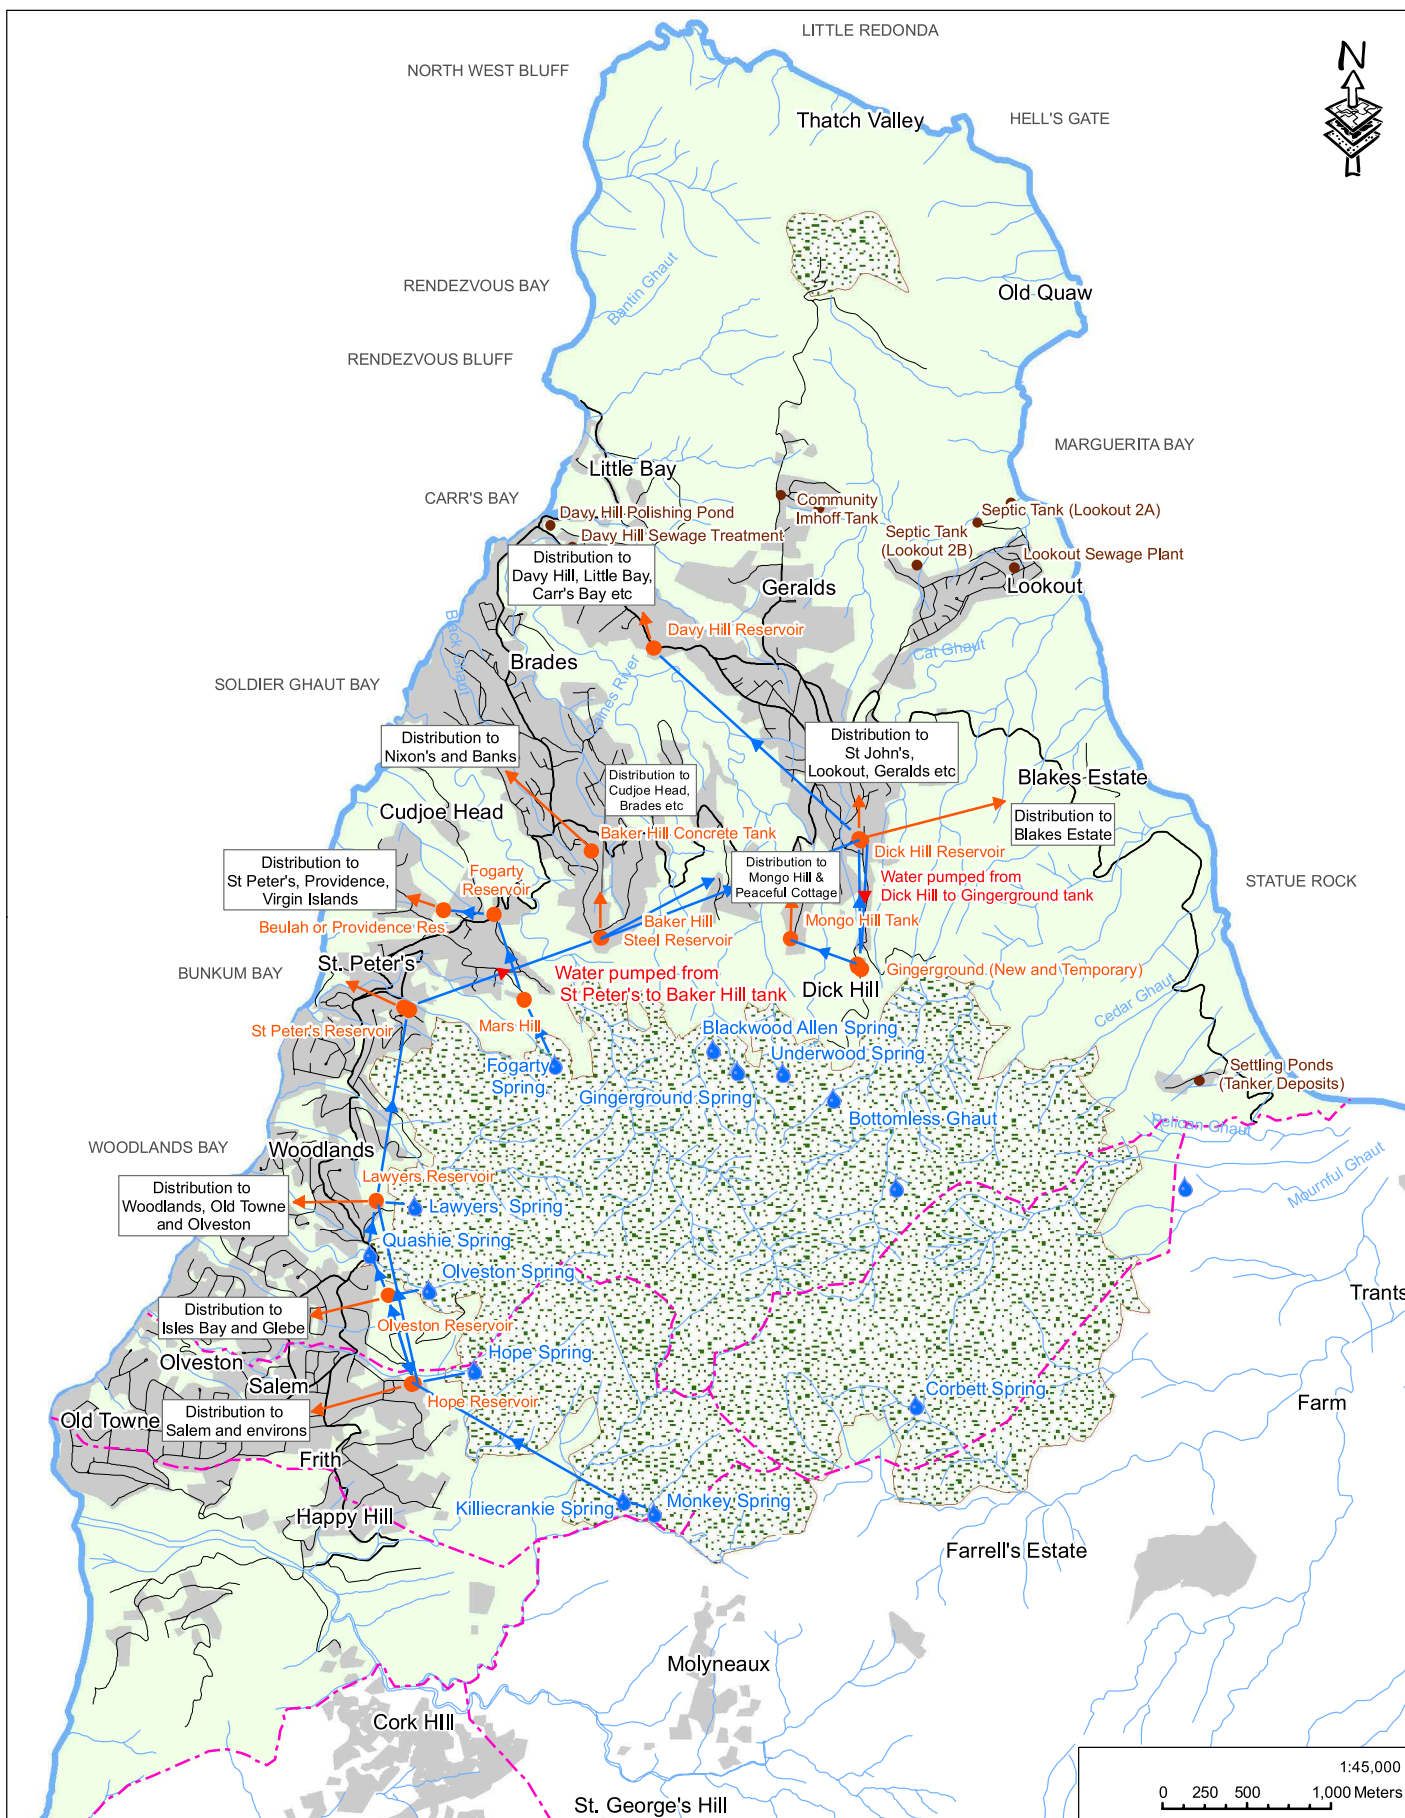 LITTLE REDONDA
N
NORTH WEST BLUFF
HELL'S GATE
Thatch Valley
Bantin Ghaut
RENDEZVOUS BAY
Old Quaw
RENDEZVOUS BLUFF
MARGUERITA BAY
Little Bay
CARR'S BAY
Community
Imhoff Tank
Septic Tank (Lookout 2A)
Davy Hill Polishing Pond
Davy Hill Sewage Treatment
Septic Tank
(Lookout 2B)
Lookout Sewage Plant
Distribution to
Davy Hill, Little Bay,
Carr's Bay etc
Geralds
Lookout
Black Ghaut
Davy Hill Reservoir
Cat Ghaut
Brades
SOLDIER GHAUT BAY
Distribution to
Nixon's and Banks
Distribution to
St John's,
Lookout, Geralds etc
Distribution to
Cudjoe Head,
Brades etc
Blakes Estate
Distribution to
Blakes Estate
Cudjoe Head
Baker Hill Concrete Tank
Dick Hill Reservoir
Distribution to
St Peter's, Providence,
Virgin Islands
Fogarty
Reservoir
Distribution to
Mongo Hill &
Peaceful Cottage
Water pumped from
Dick Hill to Gingerground tank
STATUE ROCK
Beulah or Providence Res.
Baker Hill
Steel Reservoir
Mongo Hill Tank
BUNKUM BAY
St. Peter's
Water pumped from
St Peter's to Baker Hill tank
Gingerground (New and Temporary)
Dick Hill
Cedar Ghaut
St Peter's Reservoir
Mars Hill
Blackwood Allen Spring
Underwood Spring
Fogarty
Spring
Gingerground Spring
Settling Ponds
(Tanker Deposits)
Bottomless Ghaut
Pelican Ghaut
WOODLANDS BAY
Woodlands
Mournful Ghaut
Lawyers Reservoir
Distribution to
Woodlands, Old Towne
and Olveston
Lawyers Spring
Quashie Spring
Olveston Spring
Trants
Distribution to
Isles Bay and Glebe
Olveston Reservoir
Olveston
Hope Spring
Salem
Corbett Spring
Hope Reservoir
Farm
Old Towne
Distribution to
Salem and environs
Frith
Killiecrankie Spring
Monkey Spring
Happy Hill
Farrell's Estate
Molyneaux
Cork Hill
St. George's Hill
1:45,000
0 250 500 1,000 Meters